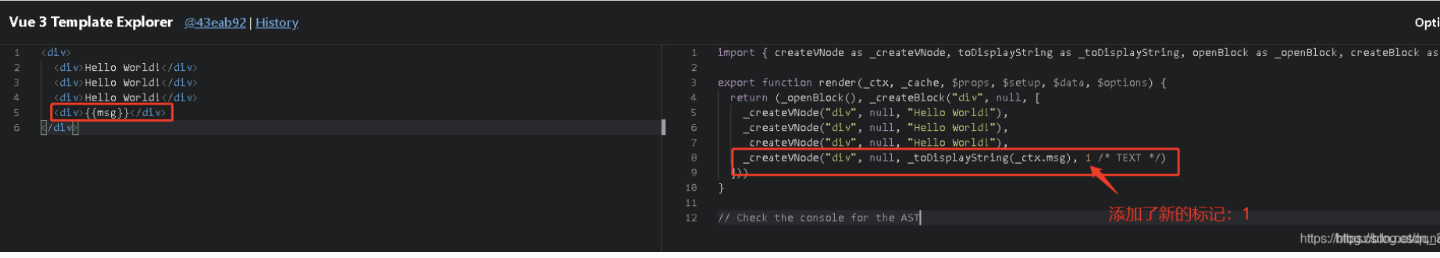 Vue 3 Template Explorer @43eab92 | History
Opti
1 <div>
2 <div>Hello World!</div>
3 <div>Hello World!</div>
4 <div>Hello World!</div>
5 <div>{{msg}}</div>
6 </div>
1 import { createVNode as _createVNode, toDisplayString as _toDisplayString, openBlock as _openBlock, createBlock as
2
3 export function render(_ctx, _cache, $props, $setup, $data, $options) {
4 return (_openBlock(), _createBlock("div", null, [
5 _createVNode("div", null, "Hello World!"),
6 _createVNode("div", null, "Hello World!"),
7 _createVNode("div", null, "Hello World!"),
8 _createVNode("div", null, _toDisplayString(_ctx.msg), 1 /* TEXT */)
9 ]))
10 }
11
12 // Check the console for the AST
添加了新的标记：1